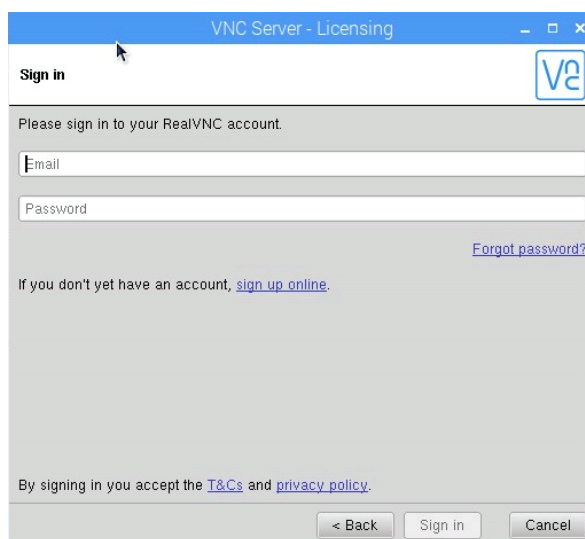 VNC Server - Licensing
Sign in
VNC
Please sign in to your RealVNC account.
Email
Password
Forgot password?
If you don't yet have an account, sign up online.
By signing in you accept the T&Cs and privacy policy.
< Back
Sign in
Cancel